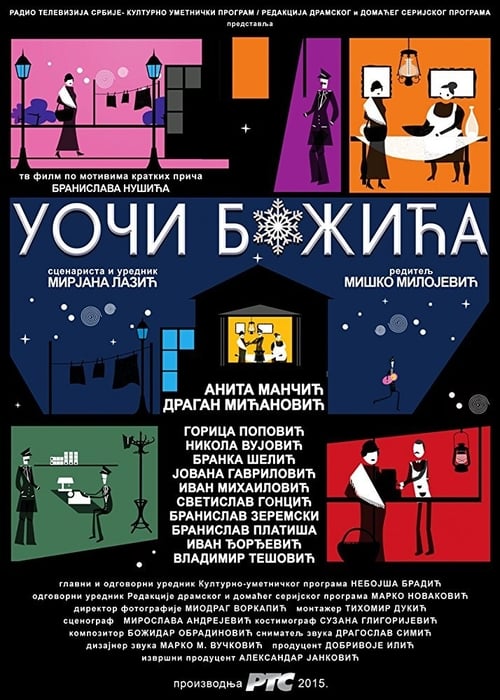 РАДИО ТЕЛЕВИЗИЈА СРБИЈЕ- КУЛТУРНО УМЕТНИЧКИ ПРОГРАМ / РЕДАКЦИЈА ДРАМСКОГ и ДОМАЋЕГ СЕРИЈСКОГ ПРОГРАМА
представља
тв филм по мотивима кратких прича
БРАНИСЛАВА НУШИЋА
УОЧИ БОЖИЋА
сценариста и уредник
МИРЈАНА ЛАЗИЋ
редитељ
МИШКО МИЛОЈЕВИЋ
АНИТА МАНЧИЋ
ДРАГАН МИЋАНОВИЋ
ГОРИЦА ПОПОВИЋ
НИКОЛА ВУЈОВИЋ
БРАНКА ШЕЛИЋ
ЈОВАНА ГАВРИЛОВИЋ
ИВАН МИХАИЛОВИЋ
СВЕТИСЛАВ ГОНЦИЋ
БРАНИСЛАВ ЗЕРЕМСКИ
БРАНИСЛАВ ПЛАТИША
ИВАН ЂОРЂЕВИЋ
ВЛАДИМИР ТЕШОВИЋ
главни и одговорни уредник Културно-уметничког програма НЕБОЈША БРАДИЋ
одговорни уредник Редакције драмског и домаћег серијског програма МАРКО НОВАКОВИЋ
директор фотографије МИОДРАГ ВОРКАПИЋ монтажер ТИХОМИР ДУКИЋ
сценограф МИРОСЛАВА АНДРЕЈЕВИЋ костимограф СУЗАНА ГЛИГОРИЈЕВИЋ
композитор БОЖИДАР ОБРАДИНОВИЋ сниматељ звука ДРАГОСЛАВ СИМИЋ
дизајнер звука МАРКО М. ВУЧКОВИЋ продуцент ДОБРИВОЈЕ ИЛИЋ
извршни продуцент АЛЕКСАНДАР ЈАНКОВИЋ
производња РТС 2015.